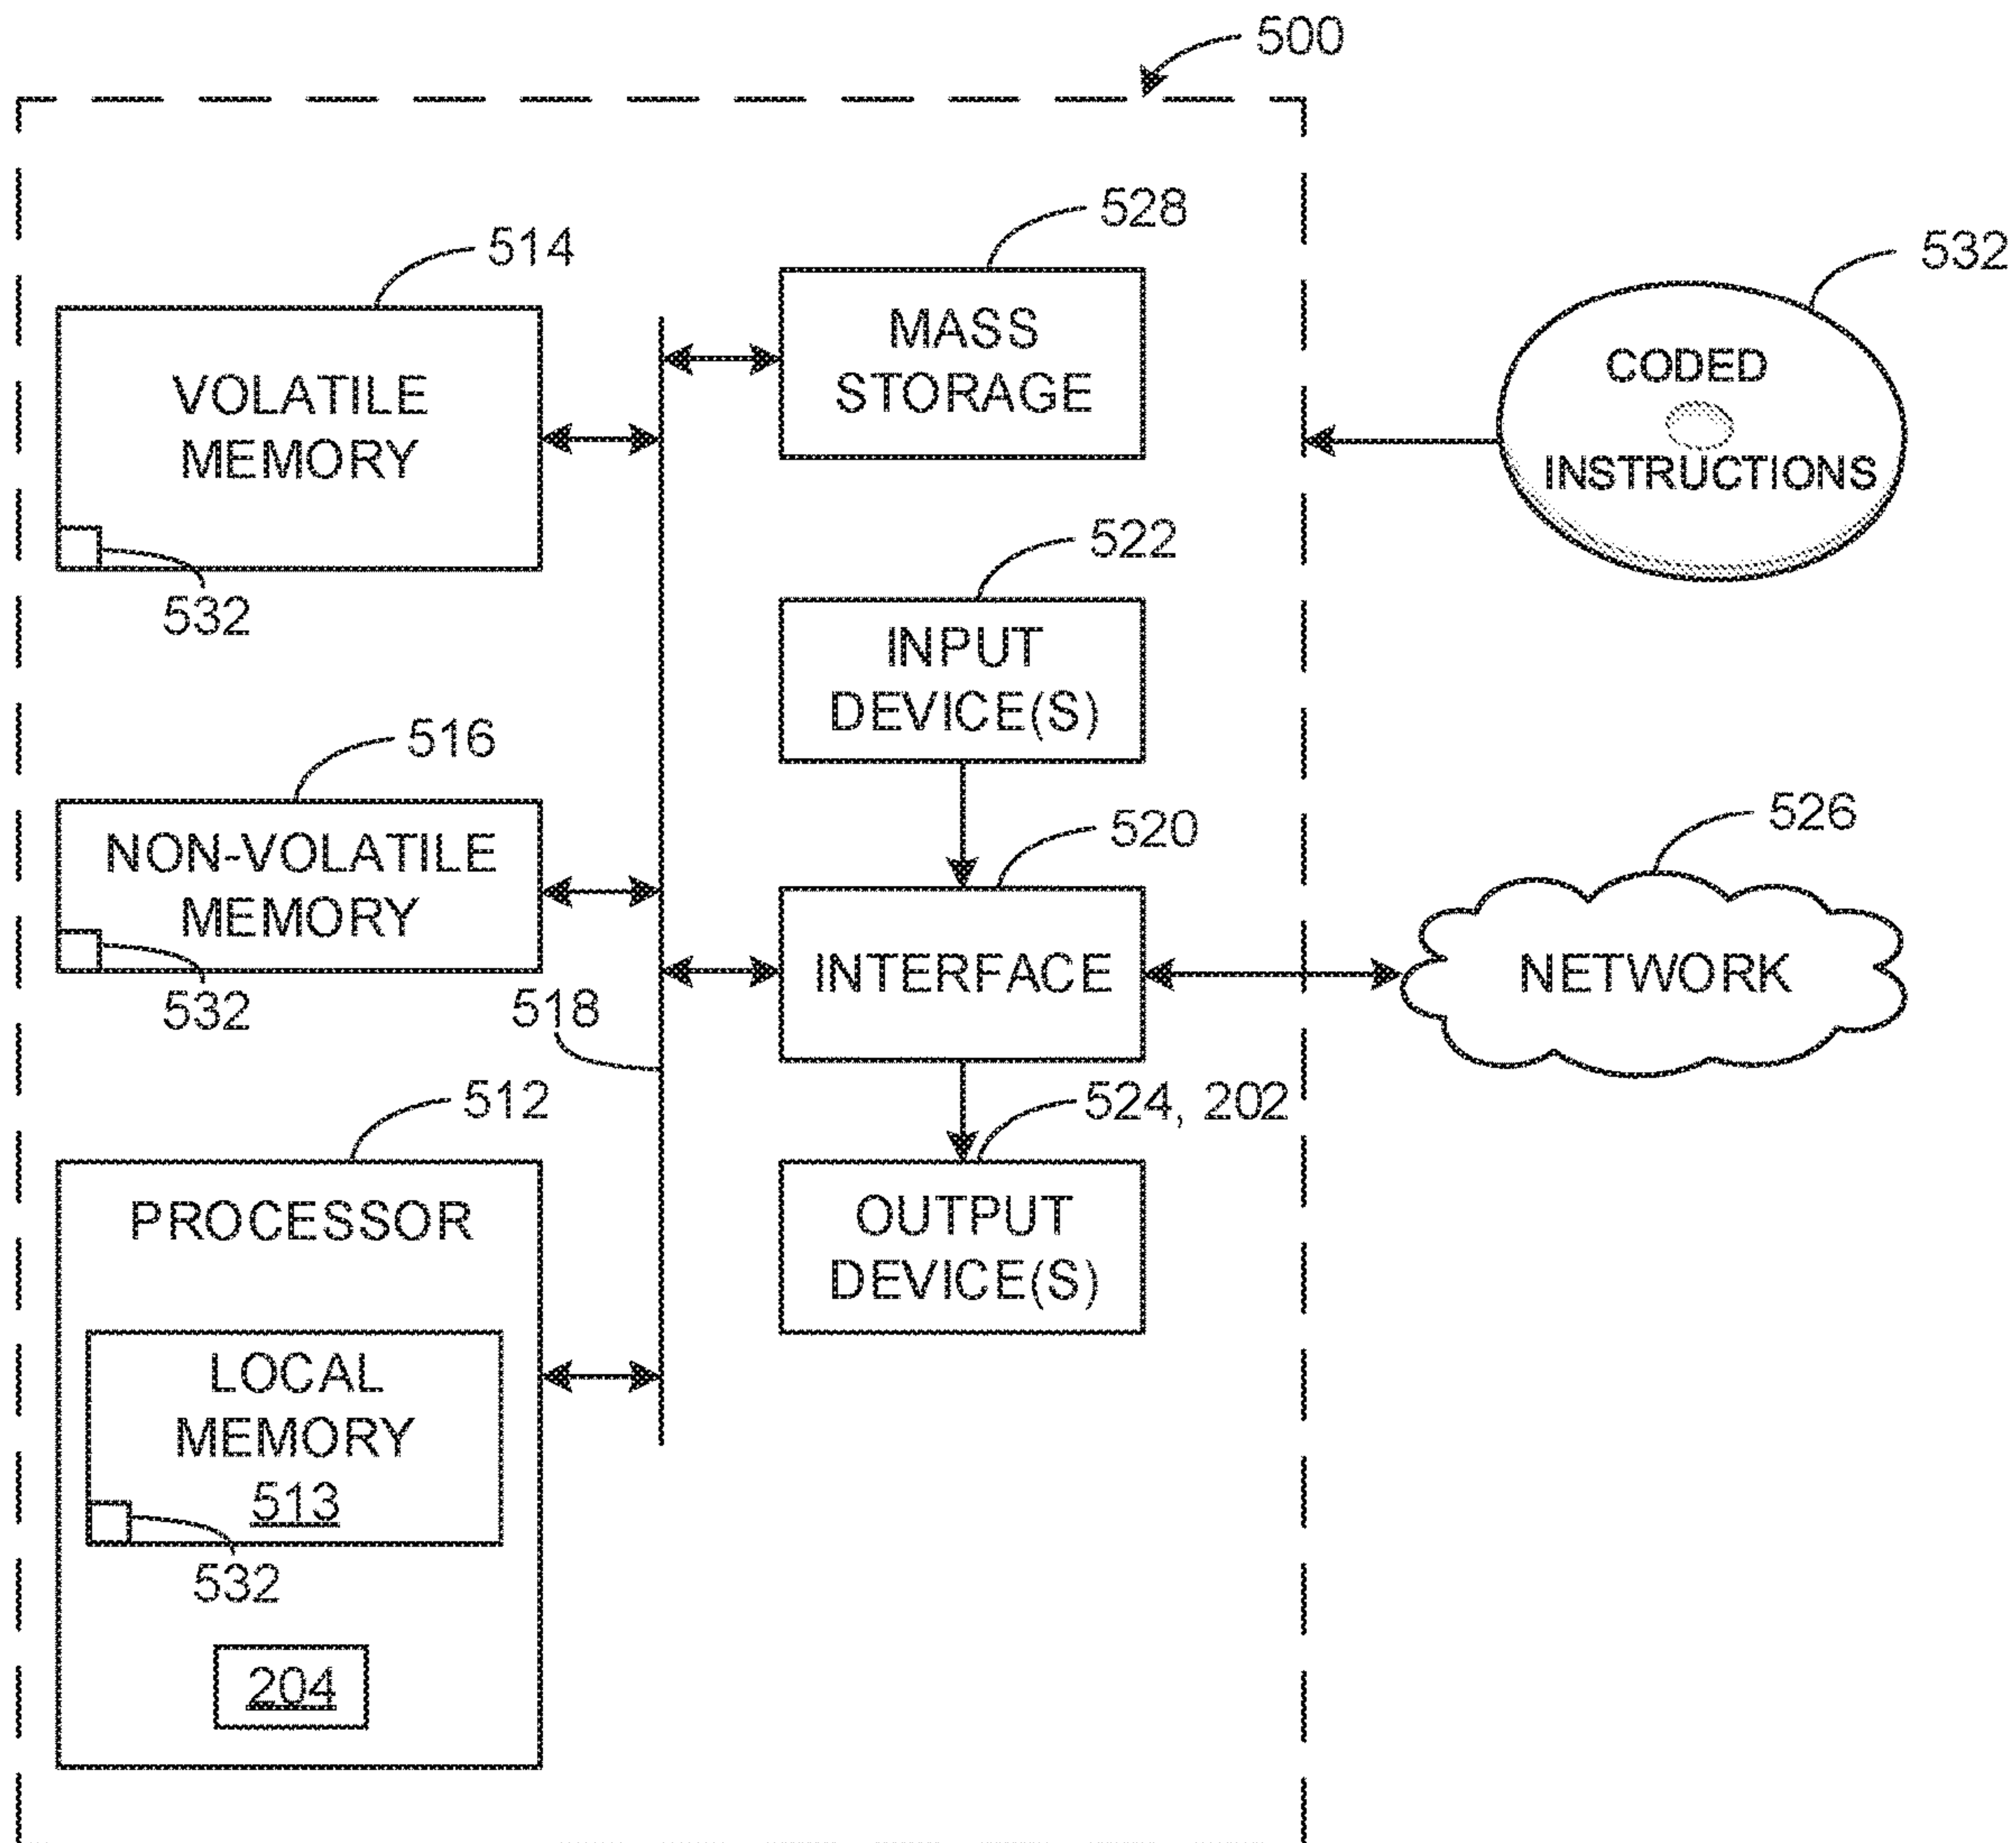 500
528
514
532
MASS
STORAGE
VOLATILE
MEMORY
CODED
INSTRUCTIONS
522
532
INPUT
DEVICE(S)
516
526
520
NON-VOLATILE
MEMORY
INTERFACE
NETWORK
532
518
512
524, 202
PROCESSOR
OUTPUT
DEVICE(S)
LOCAL
MEMORY
513
532
204